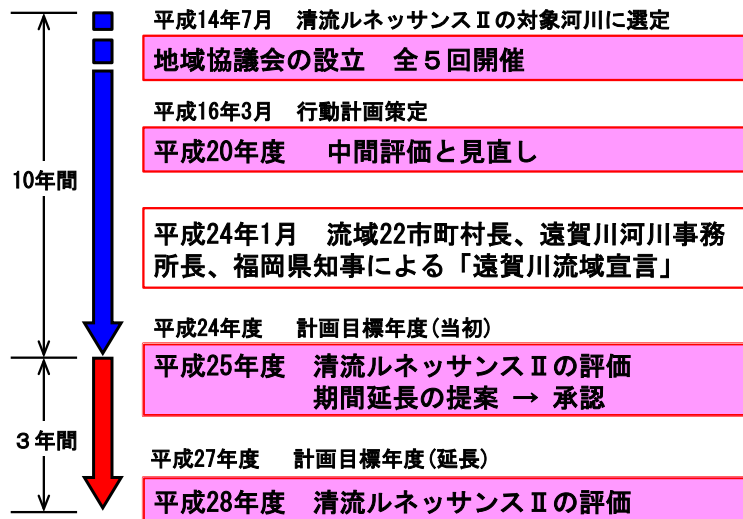 平成14年7月　清流ルネッサンスⅡの対象河川に選定
地域協議会の設立　全５回開催
平成16年3月　行動計画策定
平成20年度　　中間評価と見直し
10年間
平成24年1月　流域22市町村長、遠賀川河川事務
所長、福岡県知事による「遠賀川流域宣言」
平成24年度　　計画目標年度(当初)
平成25年度　清流ルネッサンスⅡの評価
期間延長の提案 → 承認
３年間
平成27年度　　計画目標年度(延長)
平成28年度　清流ルネッサンスⅡの評価